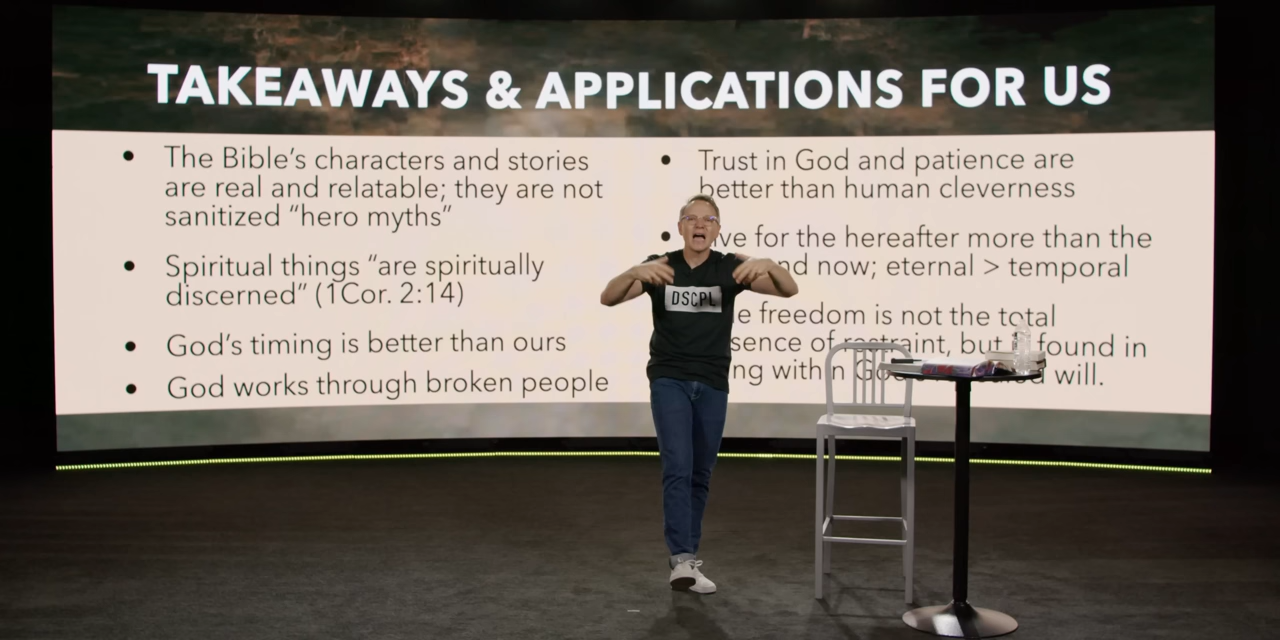 TAKEAWAYS & APPLICATIONS FOR US
• The Bible's characters and stories
are real and relatable; they are not
sanitized "hero myths"
• Spiritual things "are spiritually
discerned" (1Cor. 2:14)
• God's timing is better than ours
• God works through broken people
• Trust in God and patience are
better than human cleverness
• for the hereafter more than the
now; eternal > temporal
freedom is not the total
of restraint, but found in
within will.
DSCPL